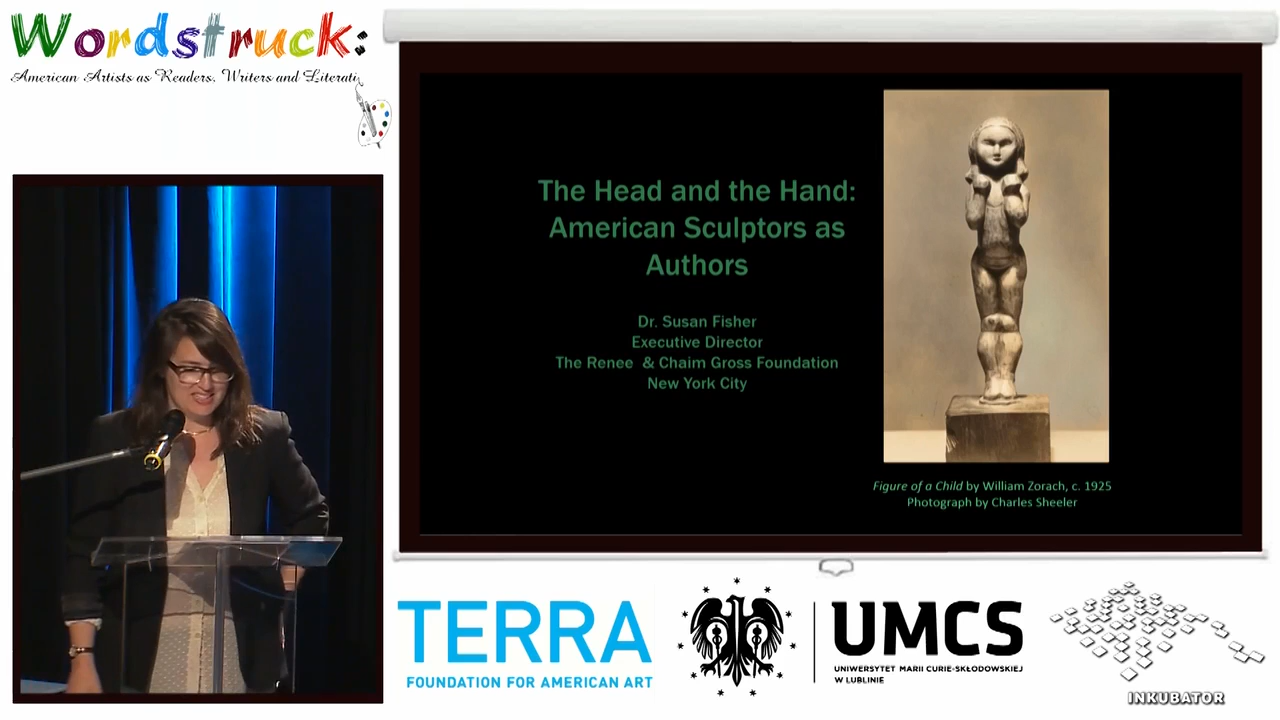 Wordstruck:
American Artists as Readers, Writers and Literati
The Head and the Hand:
American Sculptors as
Authors
Dr. Susan Fisher
Executive Director
The Renee & Chaim Gross Foundation
New York City
Figure of a Child by William Zorach, c. 1925
Photograph by Charles Sheeler
TERRA
FOUNDATION FOR AMERICAN ART
UMCS
UNIWERSYTET MARII CURIE-SKŁODOWSKIEJ
W LUBLINIE
INKUBATOR